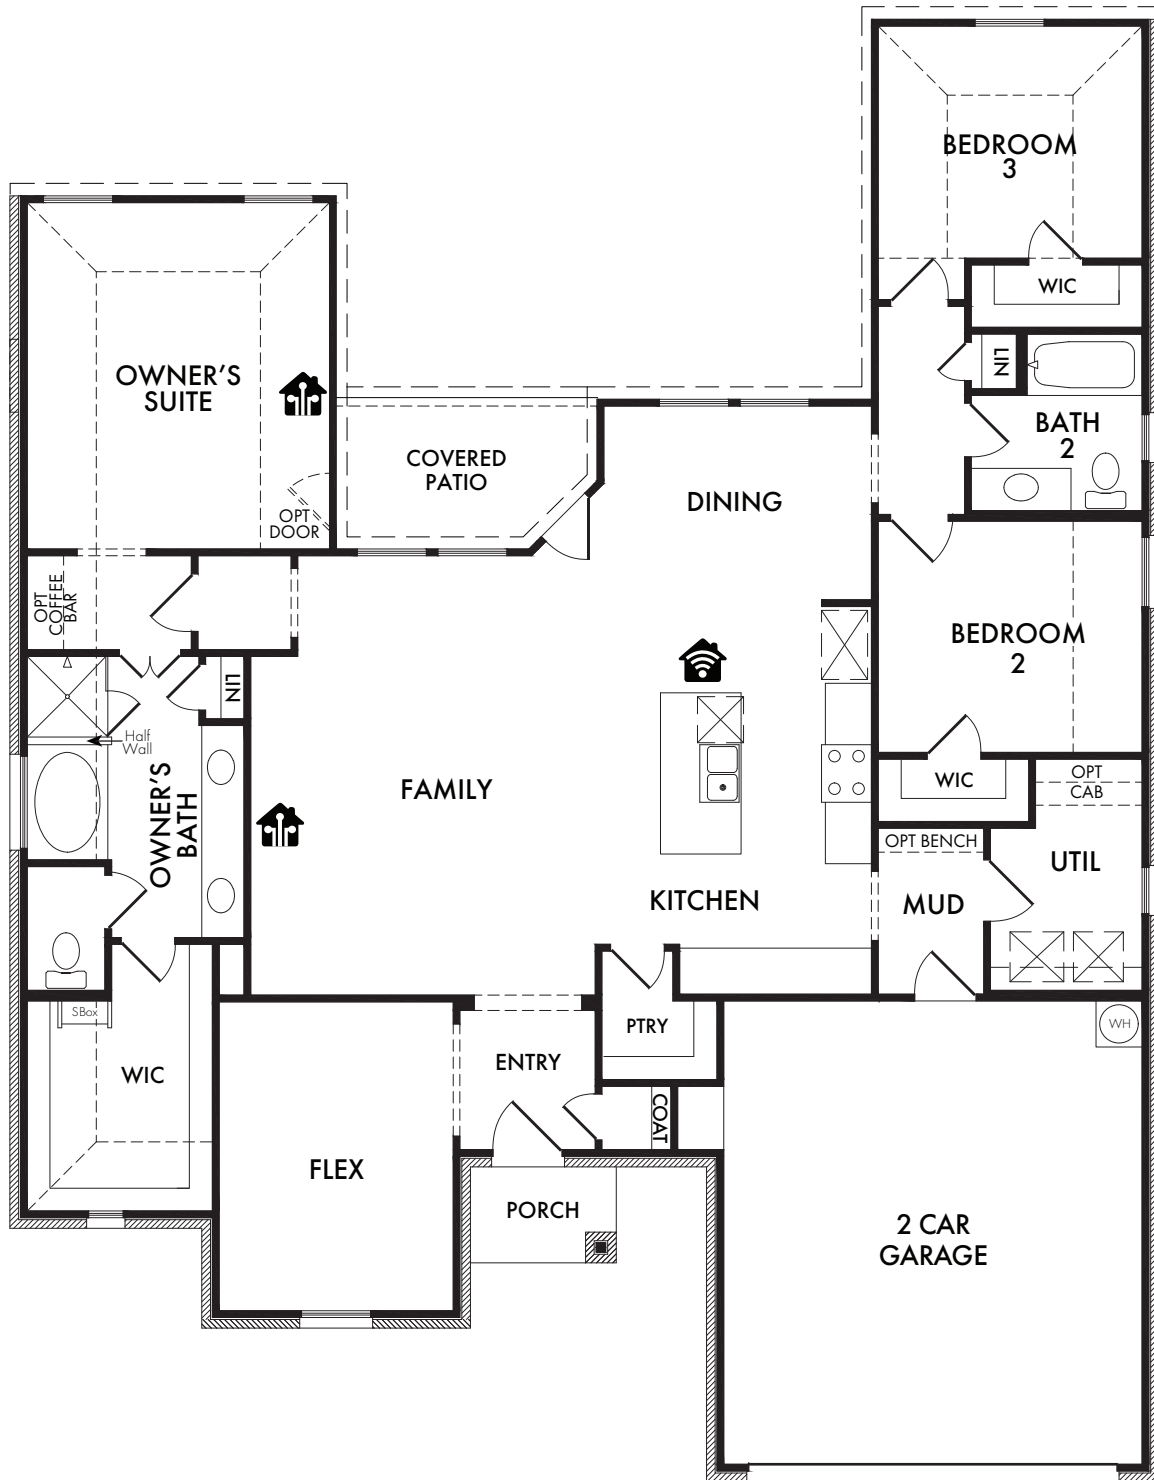 BEDROOM
3
WIC
OWNER'S
SUITE
LIN
BATH
2
COVERED
PATIO
DINING
OPT
DOOR
OPT
COFFEE
BAR
BEDROOM
2
LIN
Half
Wall
OWNER'S
BATH
FAMILY
WIC
OPT
CAB
OPT BENCH
UTIL
KITCHEN
MUD
SBox
WIC
ENTRY
PTRY
WH
COAT
FLEX
PORCH
2 CAR
GARAGE